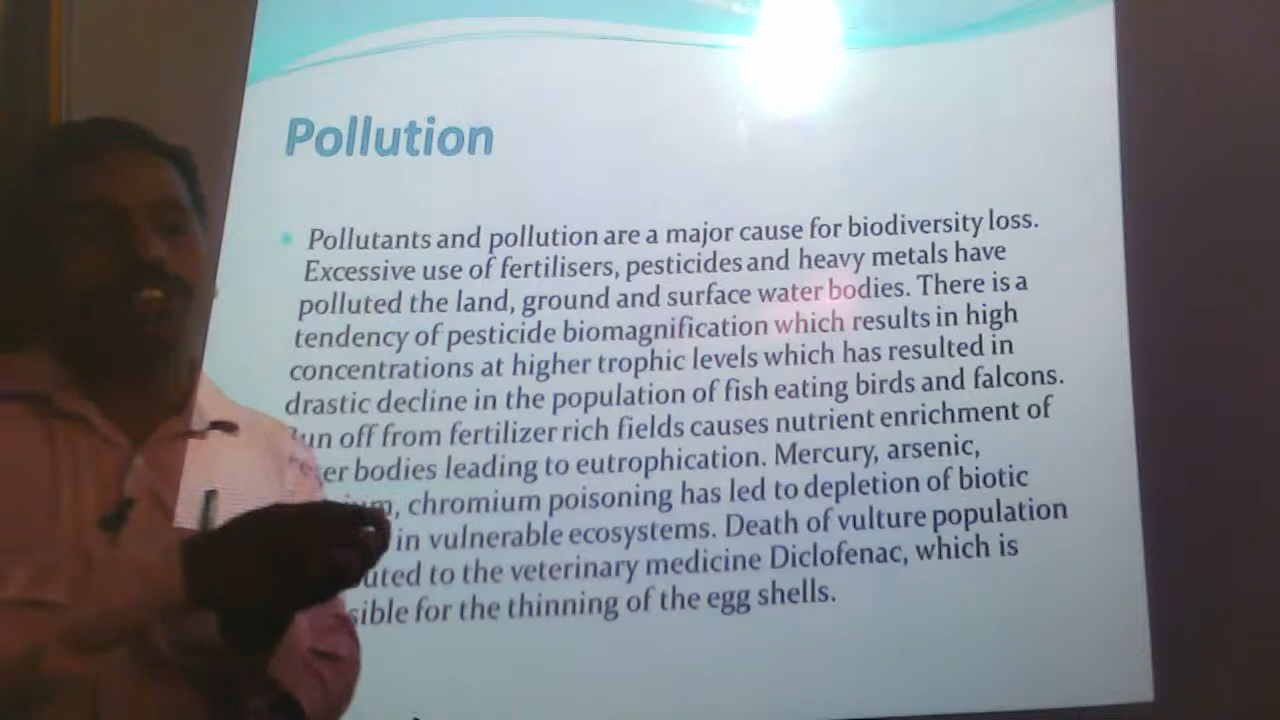 Pollution
Pollutants and pollution are a major cause for biodiversity loss.
Excessive use of fertilisers, pesticides and heavy metals have
polluted the land, ground and surface water bodies. There is a
tendency of pesticide biomagnification which results in high
concentrations at higher trophic levels which has resulted in
drastic decline in the population of fish eating birds and falcons.
Run off from fertilizer rich fields causes nutrient enrichment of
bodies leading to eutrophication. Mercury, arsenic,
chromium poisoning has led to depletion of biotic
in vulnerable ecosystems. Death of vulture population
to the veterinary medicine Diclofenac, which is
for the thinning of the egg shells.